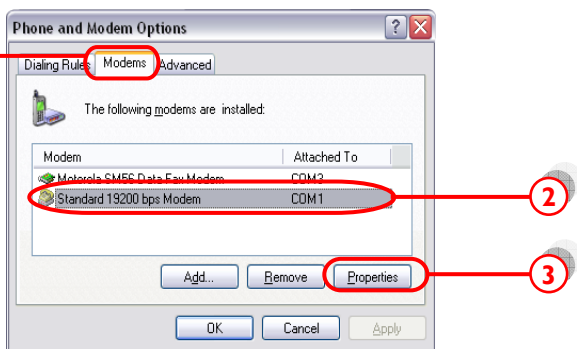 Phone and Modem Options
Dialing Rules Modems Advanced
The following modems are installed:
Modem Attached To
Motorola SM56 Data Fax Modem COM3
Standard 19200 bps Modem COM1
2
Add... Remove Properties
3
OK Cancel Apply